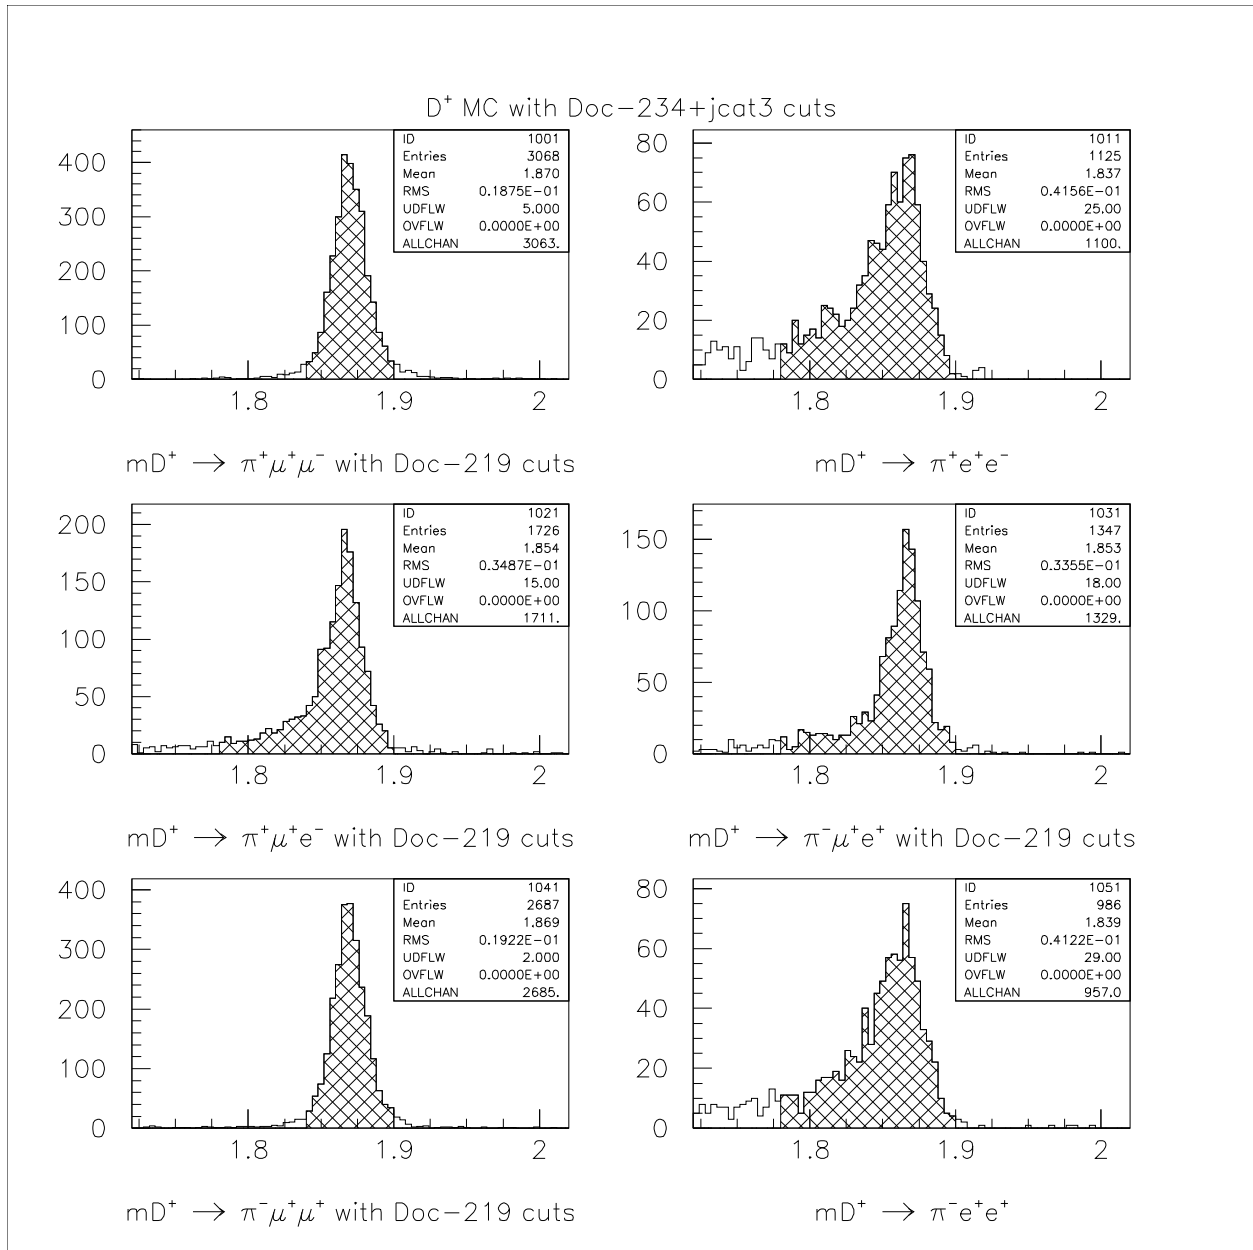 D⁺ MC with Doc−234+jcat3 cuts
ID 1001
Entries 3068
Mean 1.870
RMS 0.1875E−01
UDFLW 5.000
OVFLW 0.0000E+00
ALLCHAN 3063.
400
300
200
100
0
1.8 1.9 2
mD⁺ → π⁺μ⁺μ⁻ with Doc−219 cuts
ID 1011
Entries 1125
Mean 1.837
RMS 0.4156E−01
UDFLW 25.00
OVFLW 0.0000E+00
ALLCHAN 1100.
80
60
40
20
0
1.8 1.9 2
mD⁺ → π⁺e⁺e⁻
ID 1021
Entries 1726
Mean 1.854
RMS 0.3487E−01
UDFLW 15.00
OVFLW 0.0000E+00
ALLCHAN 1711.
200
150
100
50
0
1.8 1.9 2
mD⁺ → π⁺μ⁺e⁻ with Doc−219 cuts
ID 1031
Entries 1347
Mean 1.853
RMS 0.3355E−01
UDFLW 18.00
OVFLW 0.0000E+00
ALLCHAN 1329.
150
100
50
0
1.8 1.9 2
mD⁺ → π⁻μ⁺e⁺ with Doc−219 cuts
ID 1041
Entries 2687
Mean 1.869
RMS 0.1922E−01
UDFLW 2.000
OVFLW 0.0000E+00
ALLCHAN 2685.
400
300
200
100
0
1.8 1.9 2
mD⁺ → π⁻μ⁺μ⁺ with Doc−219 cuts
ID 1051
Entries 986
Mean 1.839
RMS 0.4122E−01
UDFLW 29.00
OVFLW 0.0000E+00
ALLCHAN 957.0
80
60
40
20
0
1.8 1.9 2
mD⁺ → π⁻e⁺e⁺